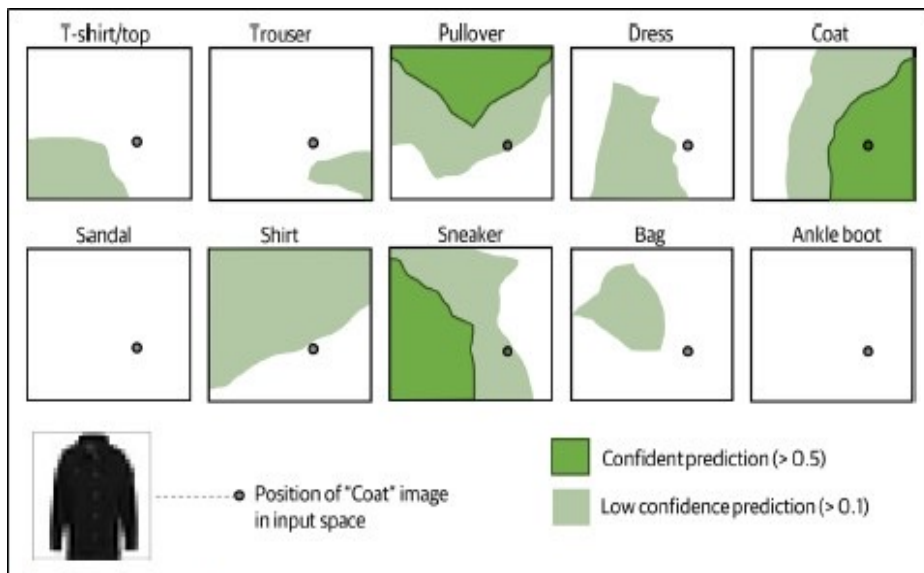 T-shirt/top
Trouser
Pullover
Dress
Coat
Sandal
Shirt
Sneaker
Bag
Ankle boot
Position of "Coat" image
in input space
Confident prediction (> 0.5)
Low confidence prediction (> 0.1)